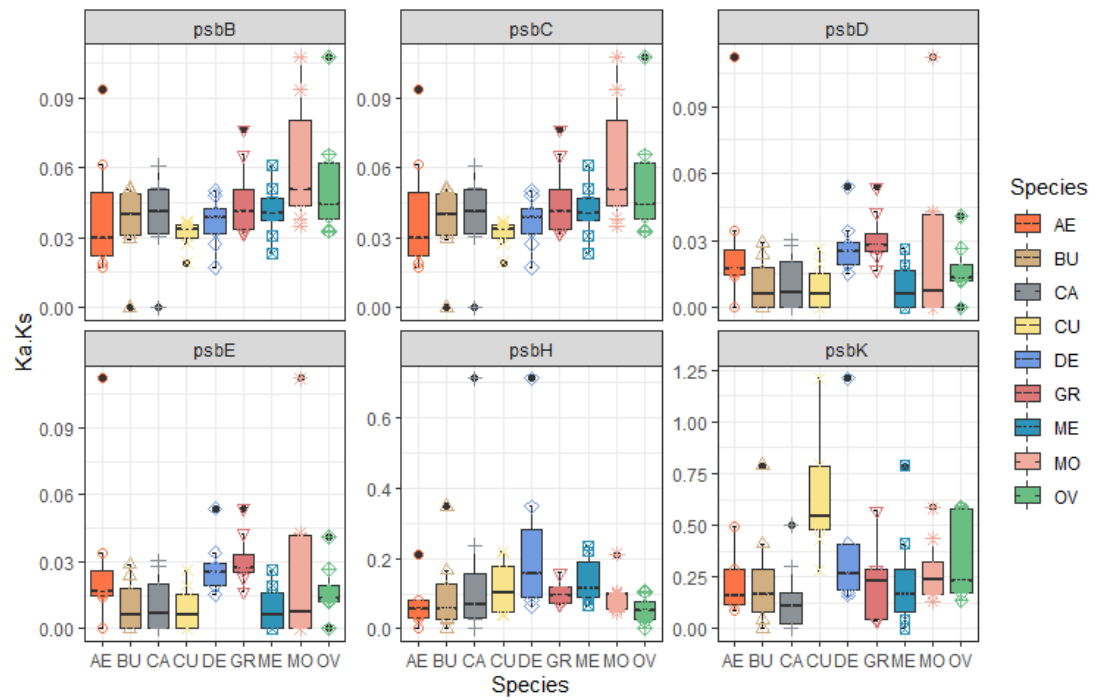 psbB psbC psbD
0.09 0.09 0.09
0.06 0.06 0.06
0.03 0.03 0.03
0.00 0.00 0.00
Ka.Ks
psbE psbH psbK
0.09 0.6 1.25
0.06 0.4 1.00
0.03 0.2 0.75
0.00 0.0 0.50
0.25
0.00
AE BU CA CU DE GR ME MO OV AE BU CA CU DE GR ME MO OV AE BU CA CU DE GR ME MO OV
Species
Species
AE
BU
CA
CU
DE
GR
ME
MO
OV